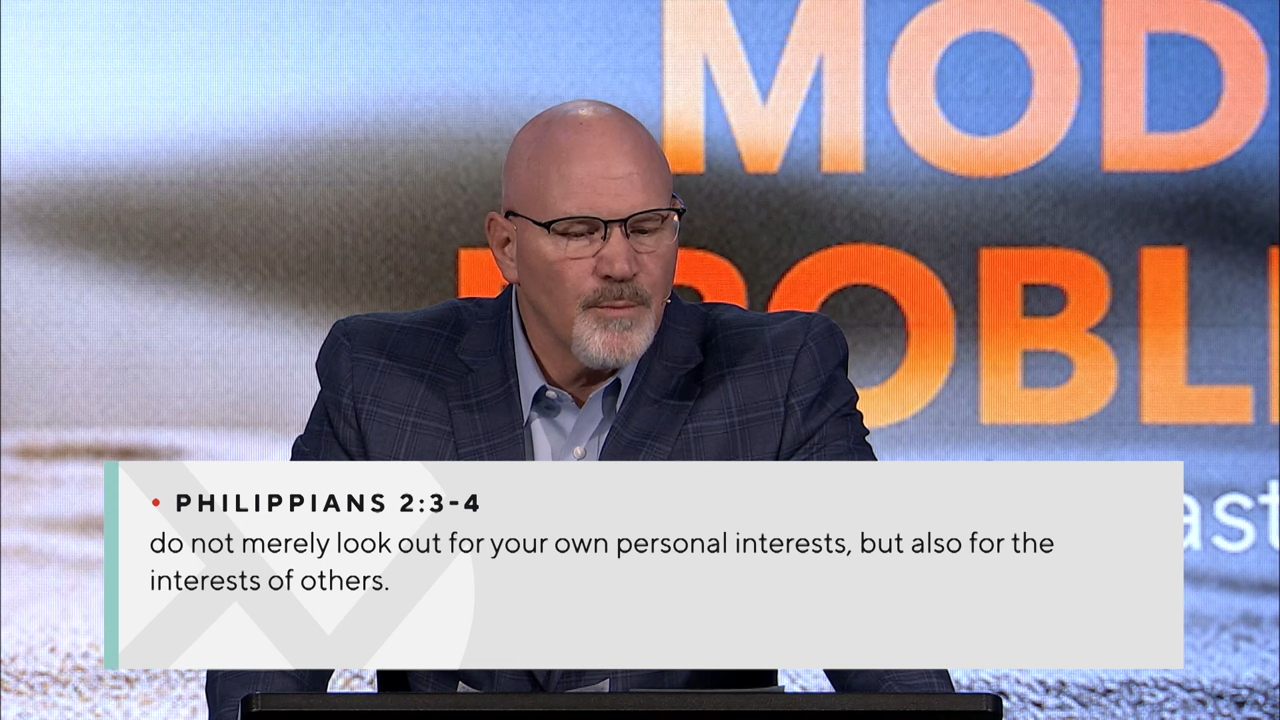 MOD
PROBL
ast
• PHILIPPIANS 2:3-4
do not merely look out for your own personal interests, but also for the
interests of others.